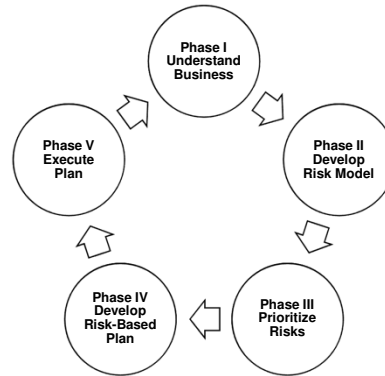 Phase I
Understand
Business
Phase II
Develop
Risk Model
Phase III
Prioritize
Risks
Phase IV
Develop
Risk-Based
Plan
Phase V
Execute
Plan